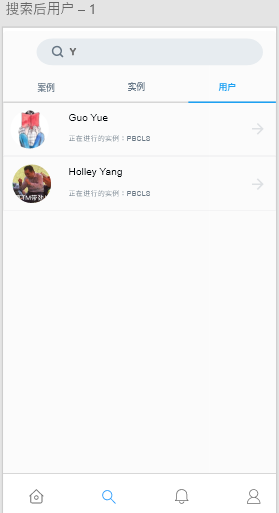 搜索后用户 – 1
Y
案例 实例 用户
Guo Yue
正在进行的实例：PBCLS
Holley Yang
正在进行的实例：PBCLS